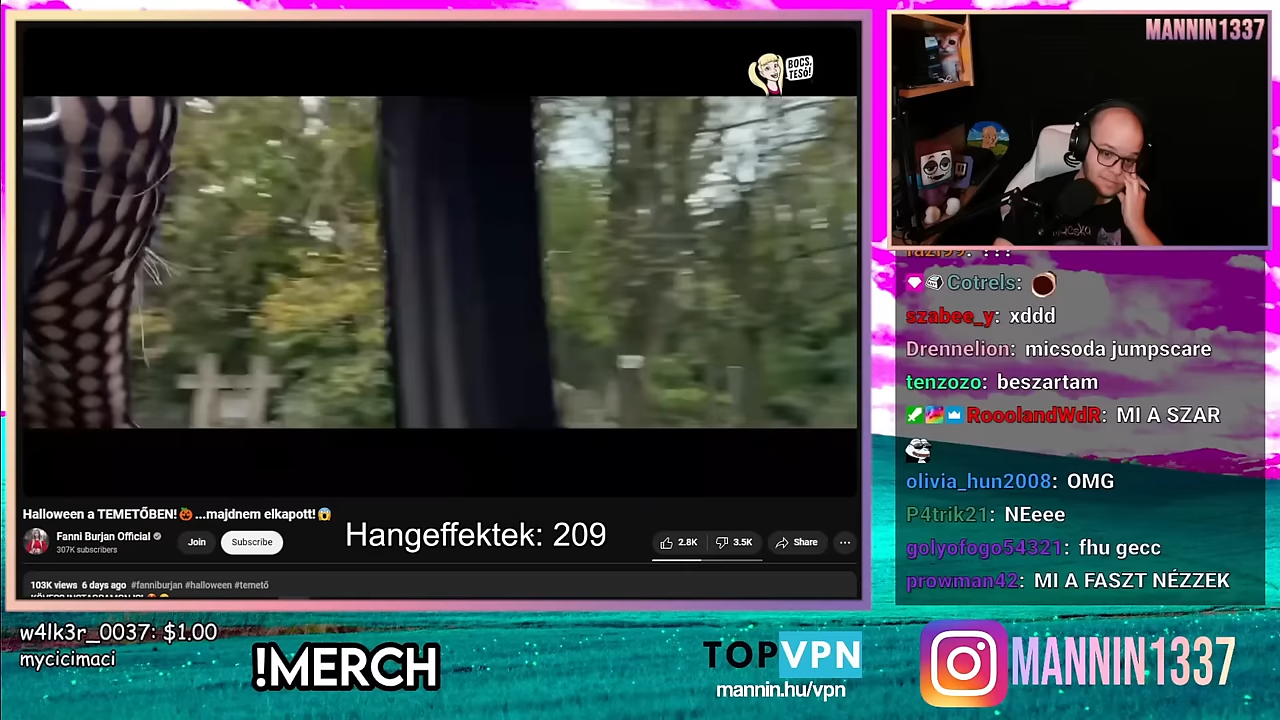 BOCS,
TESÓ!
MANNIN1337
Cotrels:
szabee_y: xddd
Drennelion: micsoda jumpscare
tenzozo: beszartam
RooolandWdR: MI A SZAR
olivia_hun2008: OMG
P4trik21: NEeee
golyofogo54321: fhu gecc
prowman42: MI A FASZT NÉZZEK
Halloween a TEMETŐBEN!🎃...majdnem elkapott!😱
Fanni Burjan Official
307K subscribers
Join
Subscribe
Hangeffektek: 209
2.8K
3.5K
Share
103K views 6 days ago #fanniburjan #halloween #temető
w4lk3r_0037: $1.00
mycicimaci
!MERCH
TOPVPN
mannin.hu/vpn
MANNIN1337